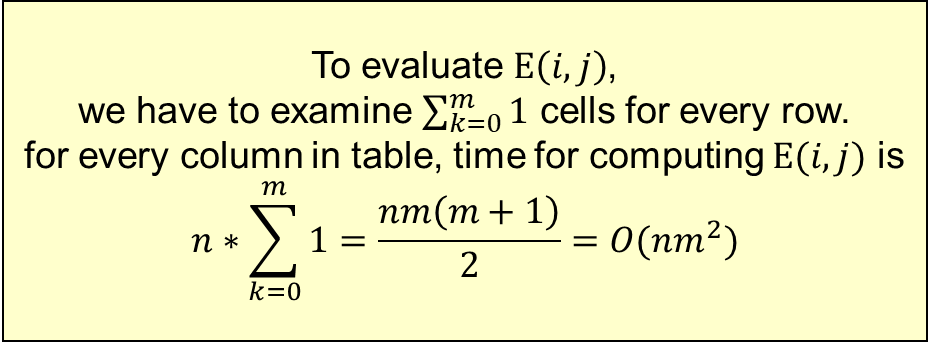 To evaluate E(i, j),
we have to examine ∑_{k=0}^{m} 1 cells for every row.
for every column in table, time for computing E(i, j) is
n * ∑_{k=0}^{m} 1 = \frac{nm(m + 1)}{2} = O(nm²)